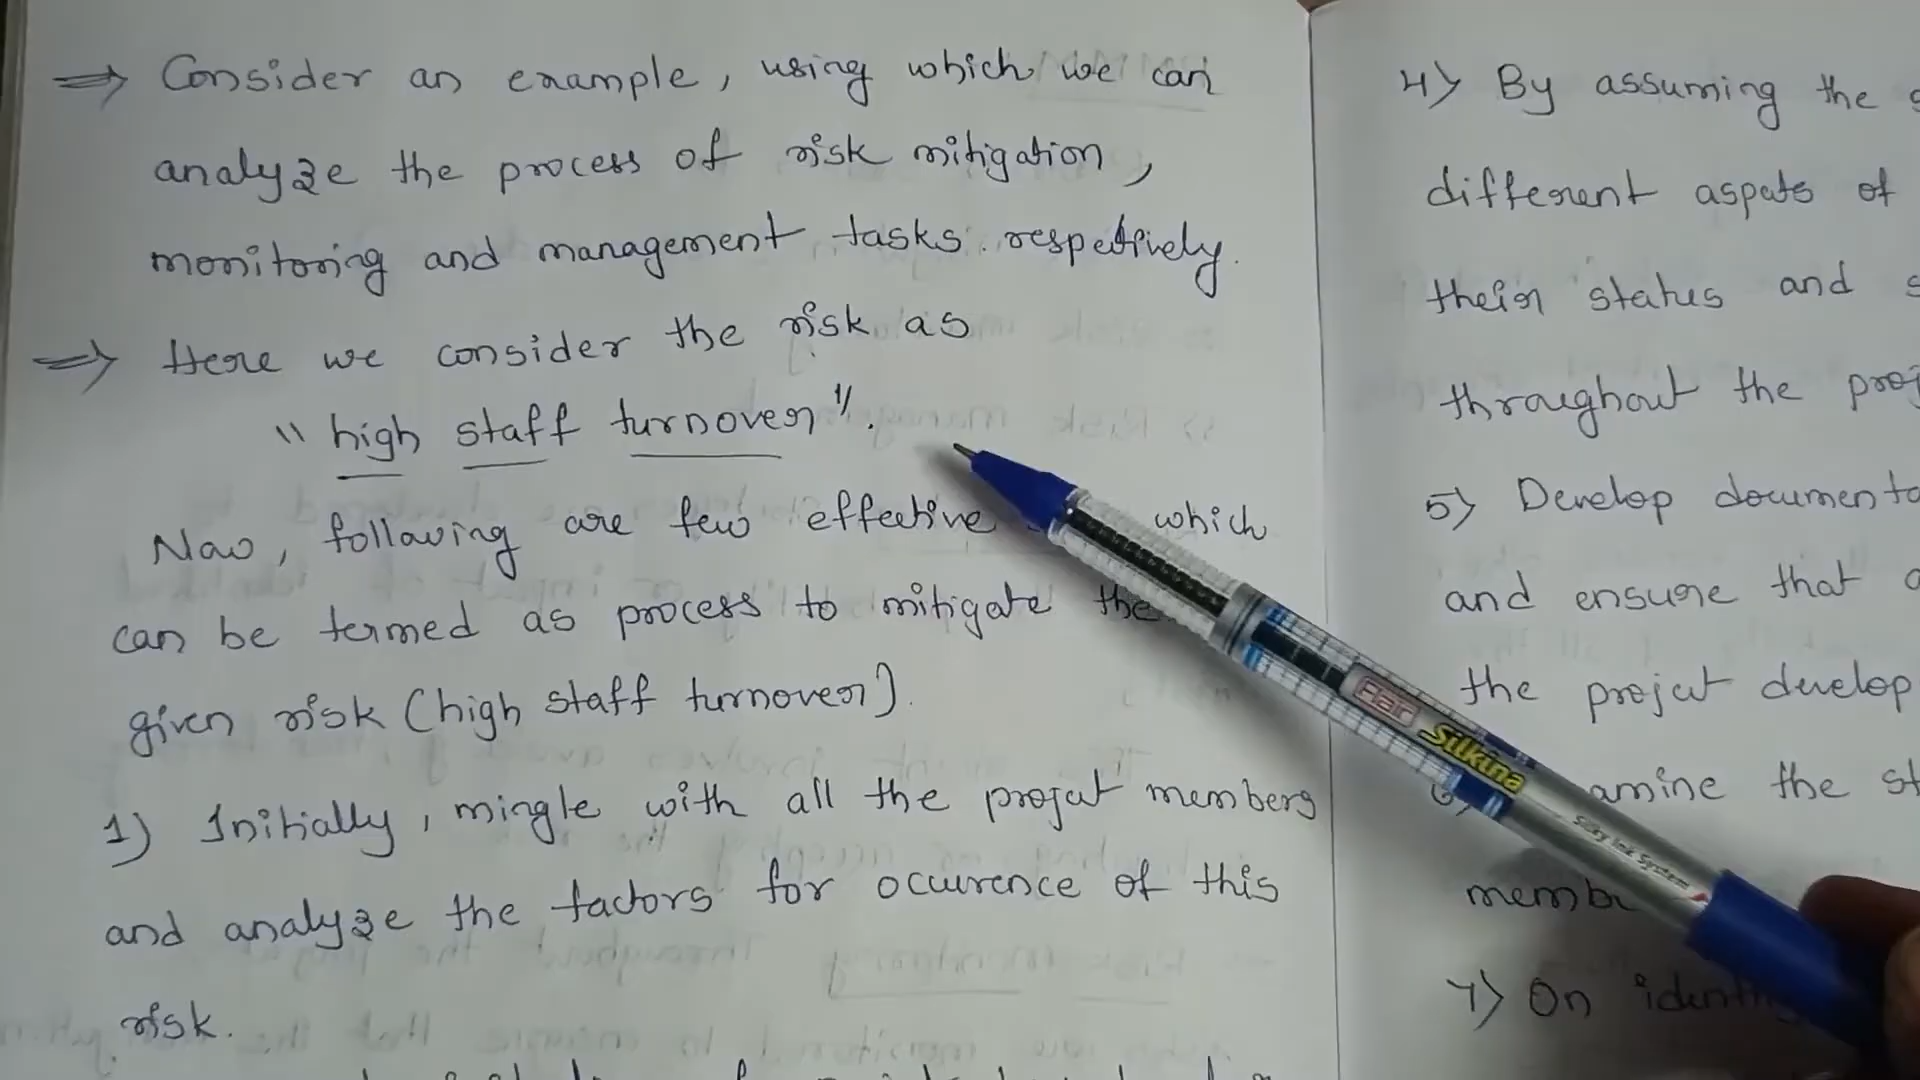 ⇒ Consider an example, using which we can
analyze the process of risk mitigation,
monitoring and management tasks respectively.
⇒ Here we consider the risk as
"high staff turnover".
Now, following are few effective which
can be termed as process to mitigate the
given risk (high staff turnover).
1) Initially, mingle with all the project members
and analyze the factors for occurence of this
risk.
4) By assuming the
different aspects of
their status and
throughout the
5) Develop
and ensure that
the project develop
amine the
7) On
Flair
Silkina
Silky Ink System